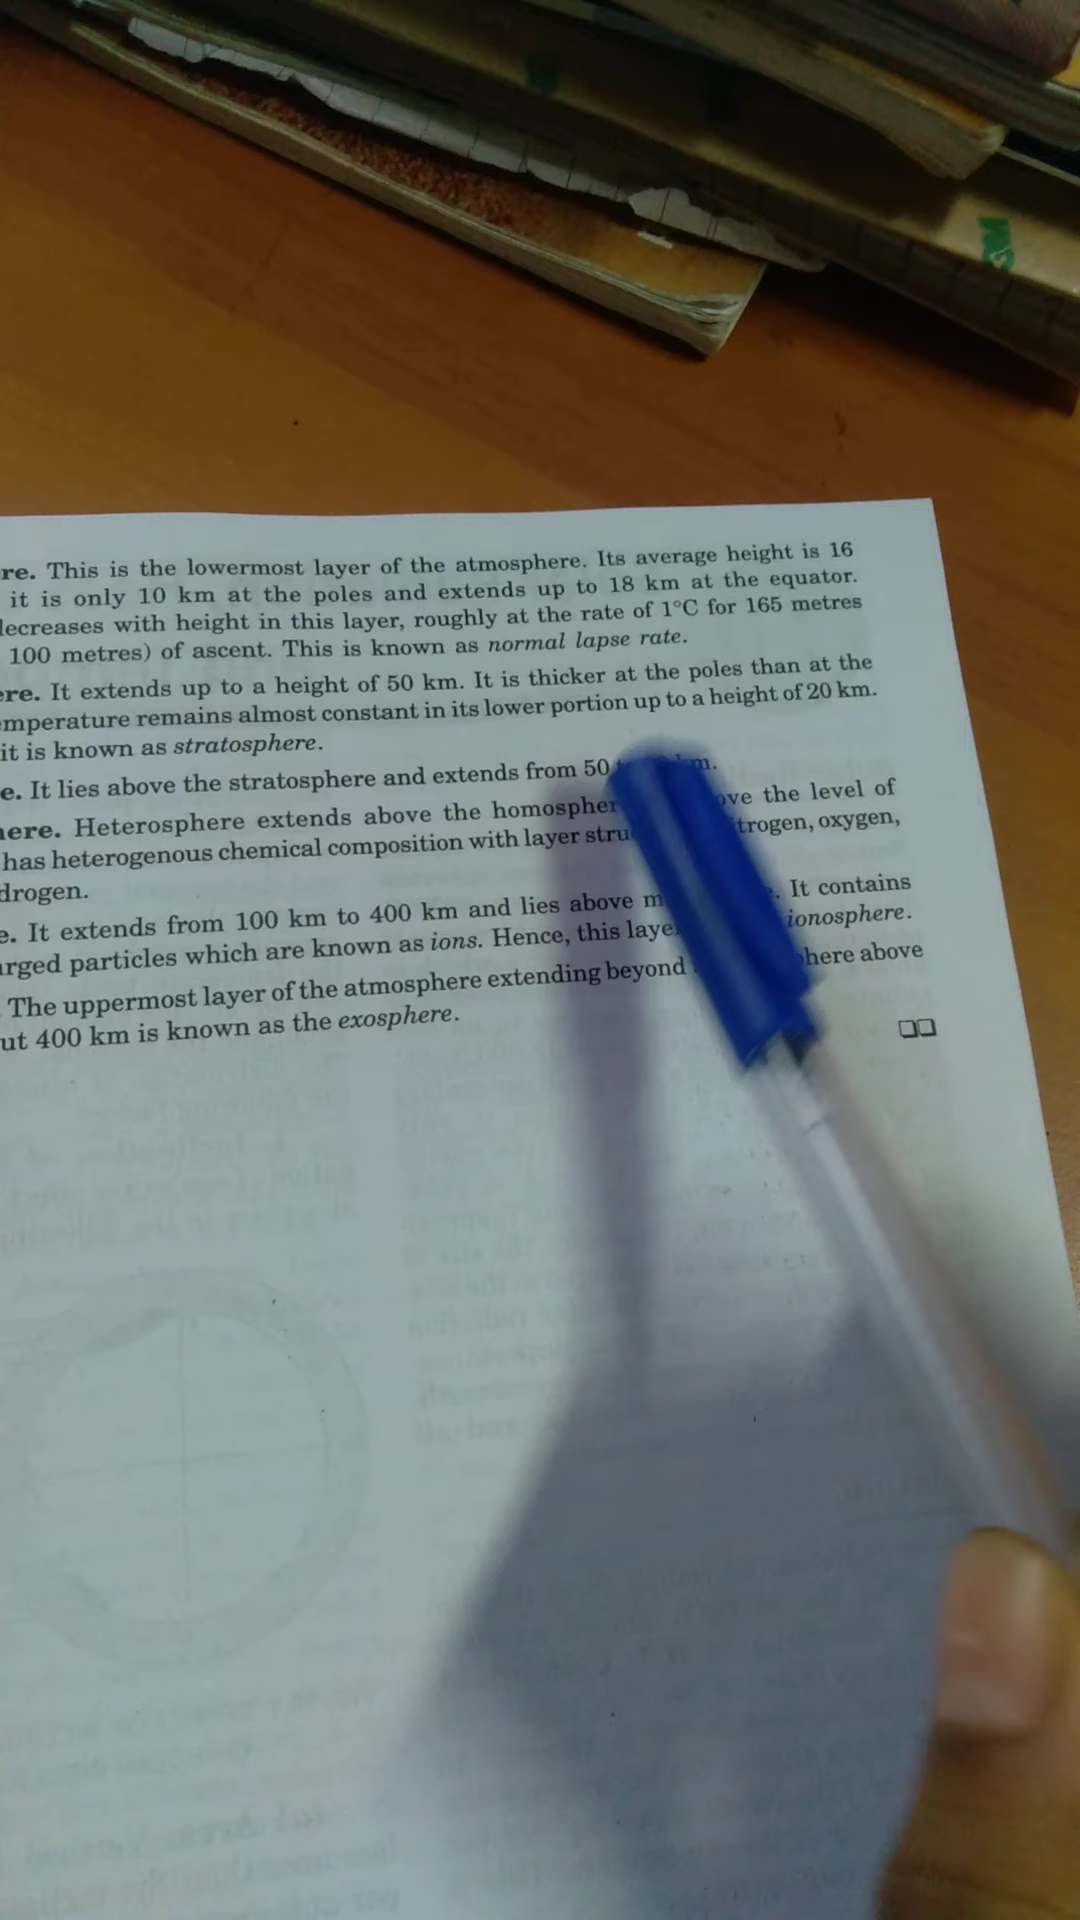 re. This is the lowermost layer of the atmosphere. Its average height is 16
it is only 10 km at the poles and extends up to 18 km at the equator.
decreases with height in this layer, roughly at the rate of 1°C for 165 metres
100 metres) of ascent. This is known as normal lapse rate.
ere. It extends up to a height of 50 km. It is thicker at the poles than at the
emperature remains almost constant in its lower portion up to a height of 20 km.
it is known as stratosphere.
e. It lies above the stratosphere and extends from 50 m.
ere. Heterosphere extends above the homospher ve the level of
has heterogenous chemical composition with layer stru trogen, oxygen,
drogen.
e. It extends from 100 km to 400 km and lies above m . It contains
arged particles which are known as ions. Hence, this laye ionosphere.
The uppermost layer of the atmosphere extending beyond here above
ut 400 km is known as the exosphere.